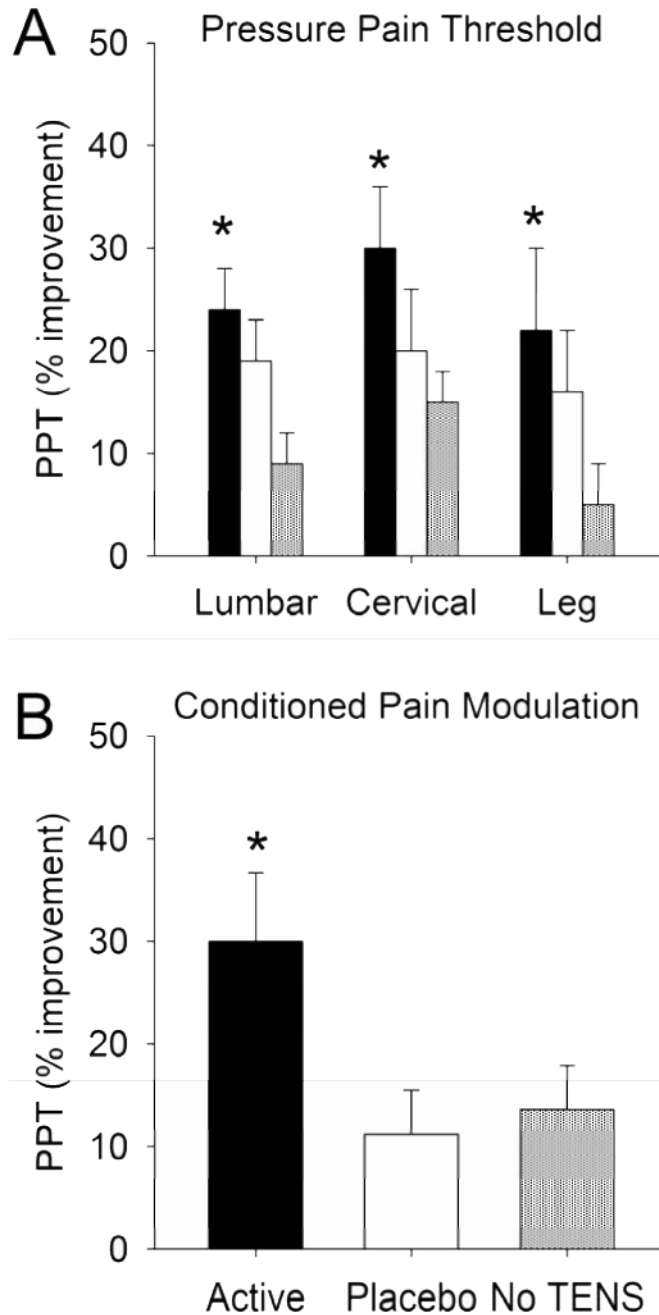 A Pressure Pain Threshold
PPT (% improvement)
50
40
30
20
10
0
*
*
*
Lumbar Cervical Leg
B Conditioned Pain Modulation
PPT (% improvement)
50
40
30
20
10
0
*
Active Placebo No TENS